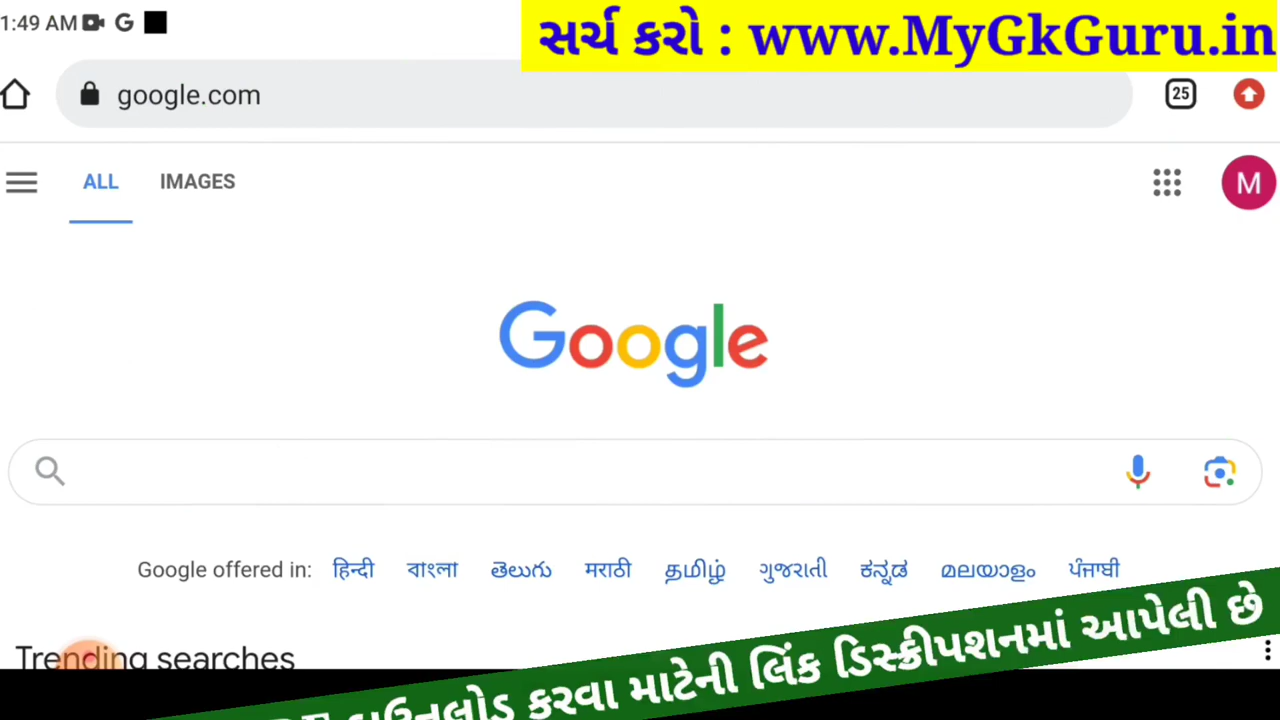 1:49 AM G
સર્ચ કરો : www.MyGkGuru.in
google.com
25
ALL IMAGES
M
Google
Google offered in: हिन्दी বাংলা తెలుగు मराठी தமிழ் ગુજરાતી ಕನ್ನಡ മലയാളം ਪੰਜਾਬੀ
Trending searches
કરવા માટેની લિંક ડિસ્ક્રીપશનમાં આપેલી છે